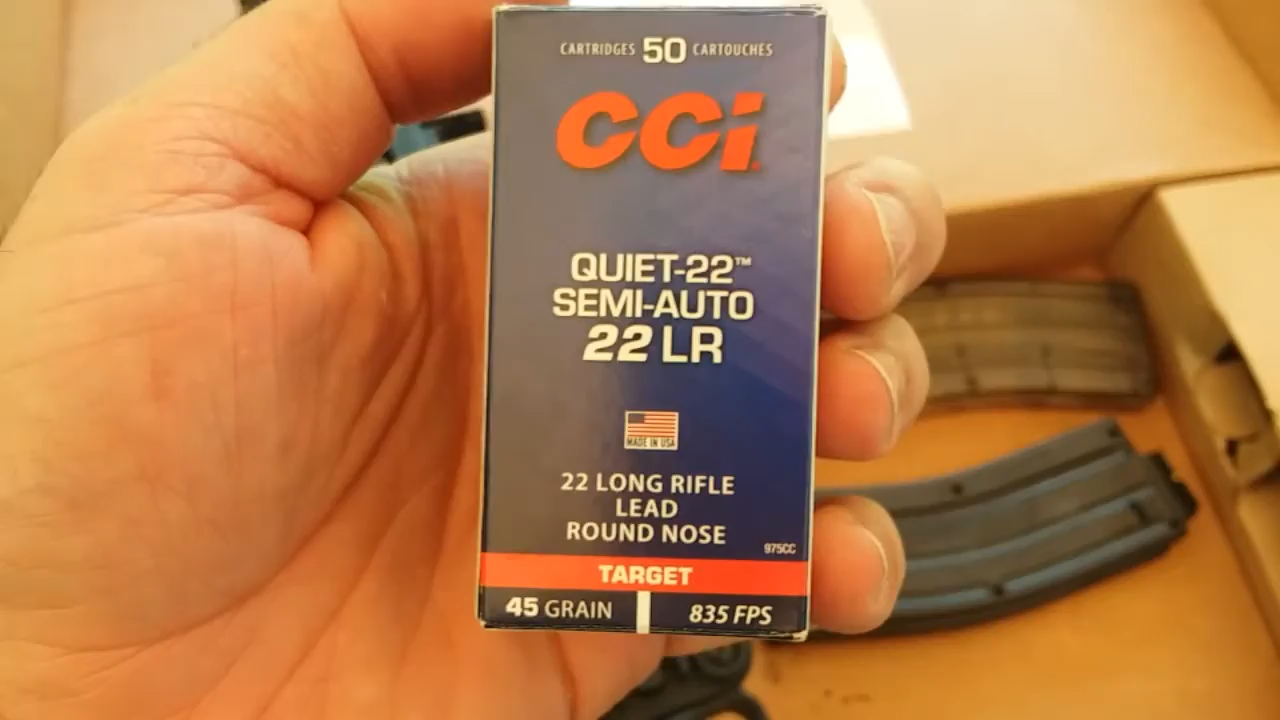 CARTRIDGES 50 CARTOUCHES
CCi
QUIET-22™
SEMI-AUTO
22 LR
MADE IN USA
22 LONG RIFLE
LEAD
ROUND NOSE
975CC
TARGET
45 GRAIN 835 FPS